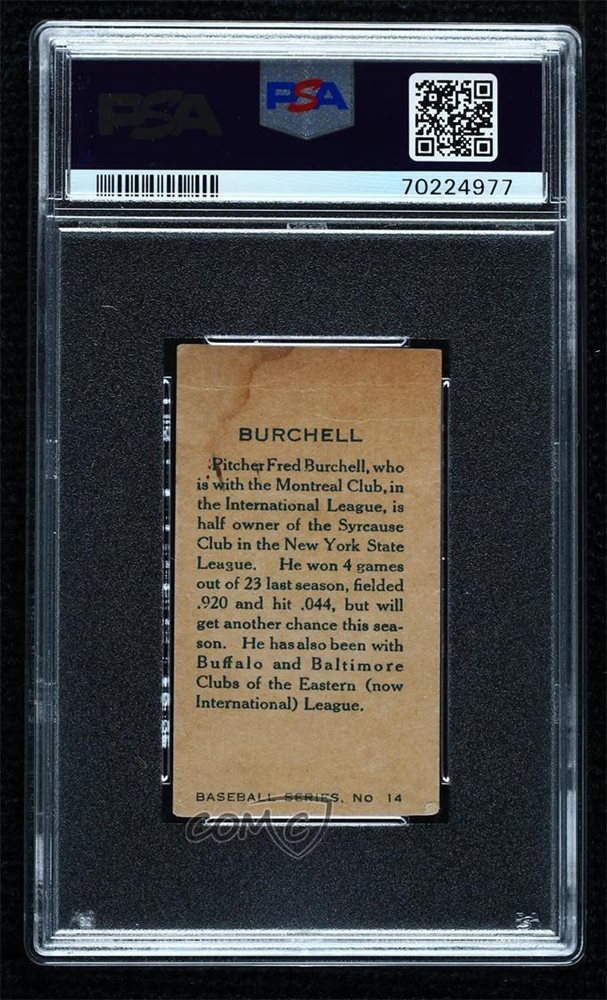 PSA PSA
70224977
BURCHELL
Pitcher Fred Burchell, who
is with the Montreal Club, in
the International League, is
half owner of the Syrcause
Club in the New York State
League. He won 4 games
out of 23 last season, fielded
.920 and hit .044, but will
get another chance this sea-
son. He has also been with
Buffalo and Baltimore
Clubs of the Eastern (now
International) League.
BASEBALL SERIES, No 14
COMC